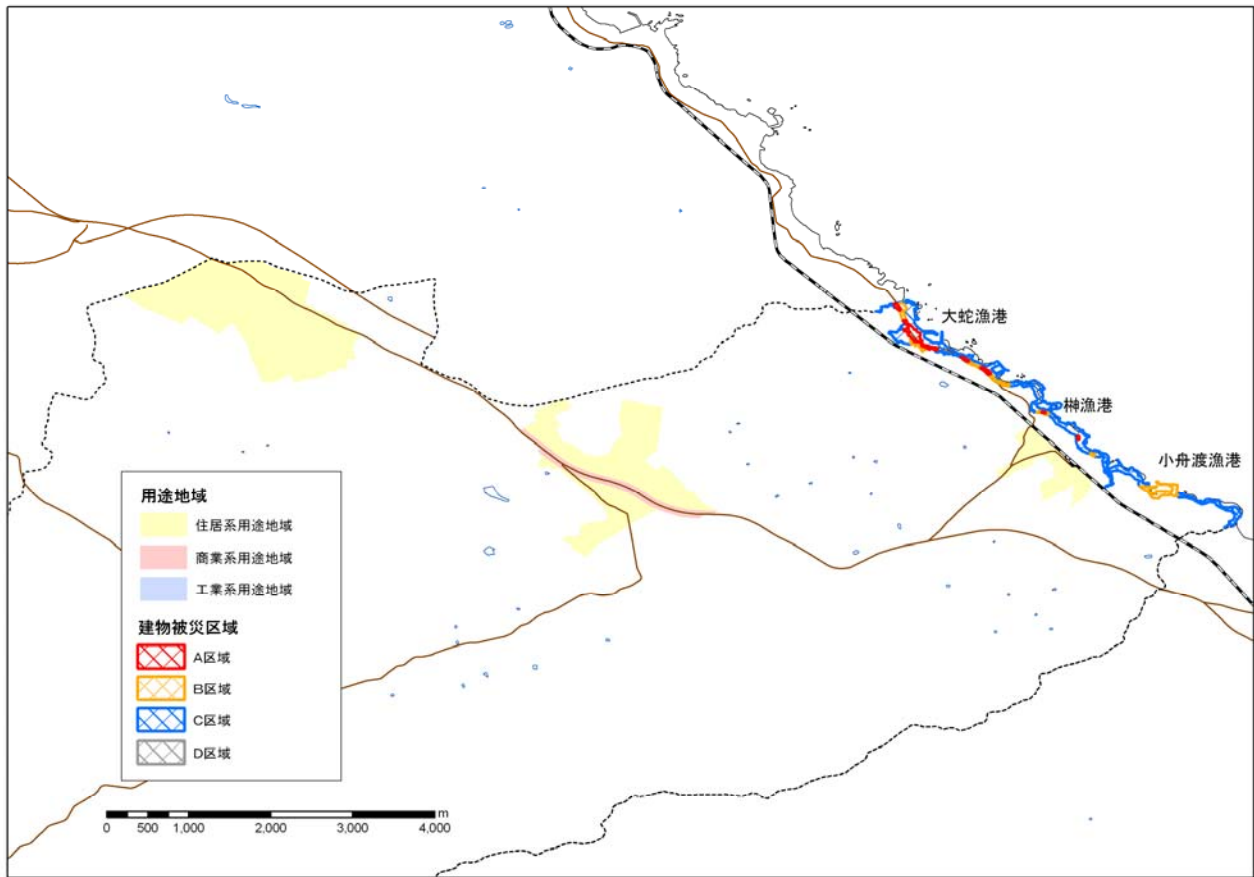 大蛇漁港
榊漁港
小舟渡漁港
用途地域
住居系用途地域
商業系用途地域
工業系用途地域
建物被災区域
A区域
B区域
C区域
D区域
m
0 500 1,000 2,000 3,000 4,000